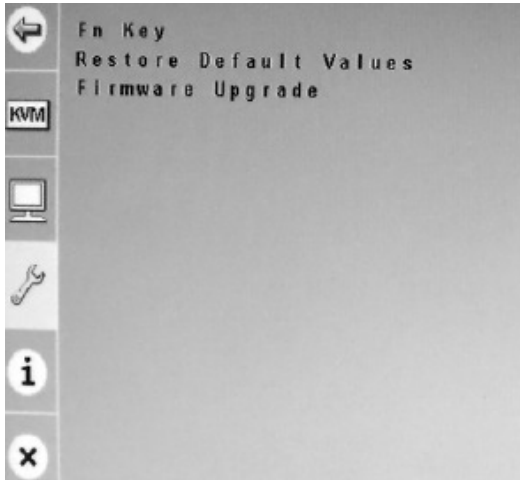 Fn Key
Restore Default Values
Firmware Upgrade
KVM
i
x